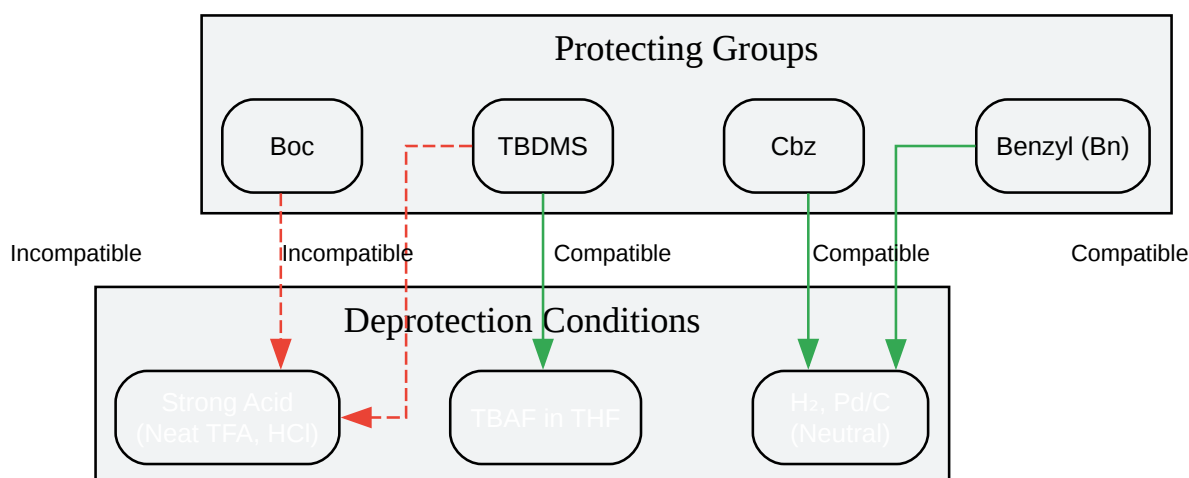 Protecting Groups
Boc
TBDMS
Cbz
Benzyl (Bn)
Incompatible
Incompatible
Compatible
Compatible
Compatible
Deprotection Conditions
Strong Acid
(Neat TFA, HCl)
TBAF in THF
H₂, Pd/C
(Neutral)